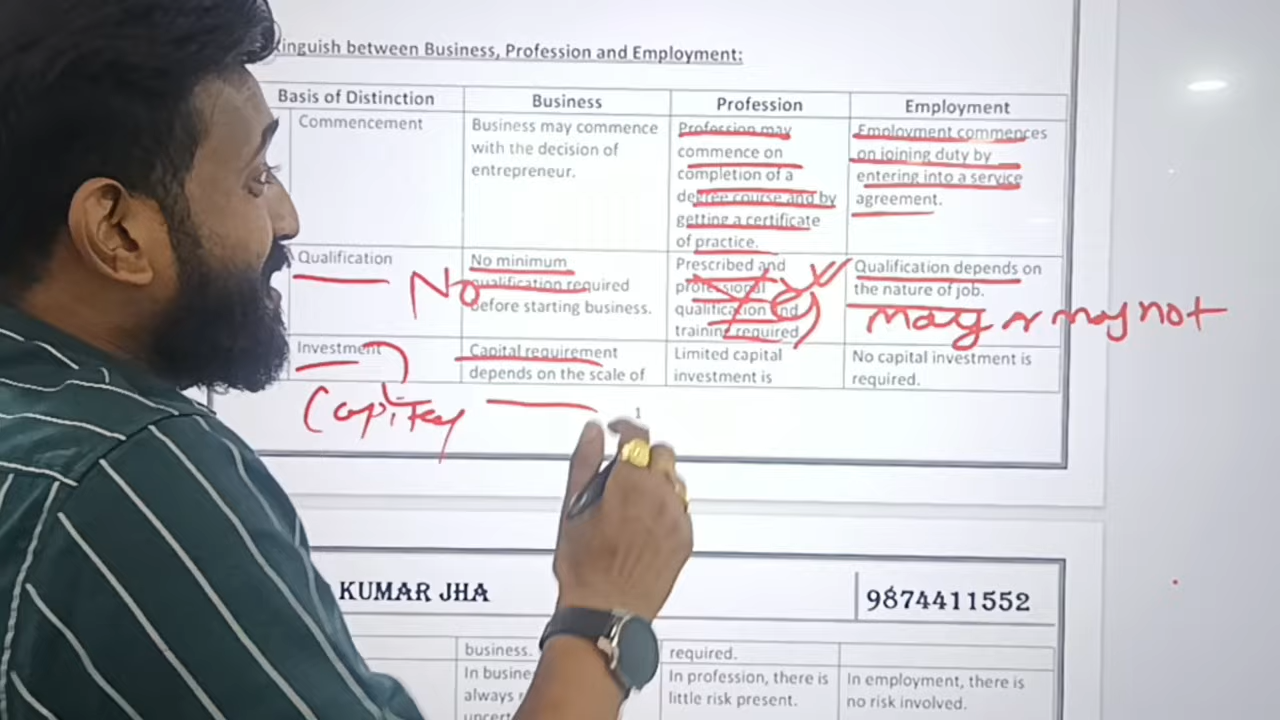 inguish between Business, Profession and Employment:
Basis of Distinction Business Profession Employment
Commencement
Business may commence
with the decision of
entrepreneur.
Profession may
commence on
completion of a
degree course and by
getting a certificate
of practice.
Employment commences
on joining duty by
entering into a service
agreement.
Qualification
No minimum
qualification required
before starting business.
No
Prescribed and
professional
qualification and
training required
Yes
Qualification depends on
the nature of job.
may or may not
Investment
Capital requirement
depends on the scale of
Limited capital
investment is
No capital investment is
required.
1
KUMAR JHA
9874411552
business.
required.
always
In profession, there is
little risk present.
In employment, there is
no risk involved.